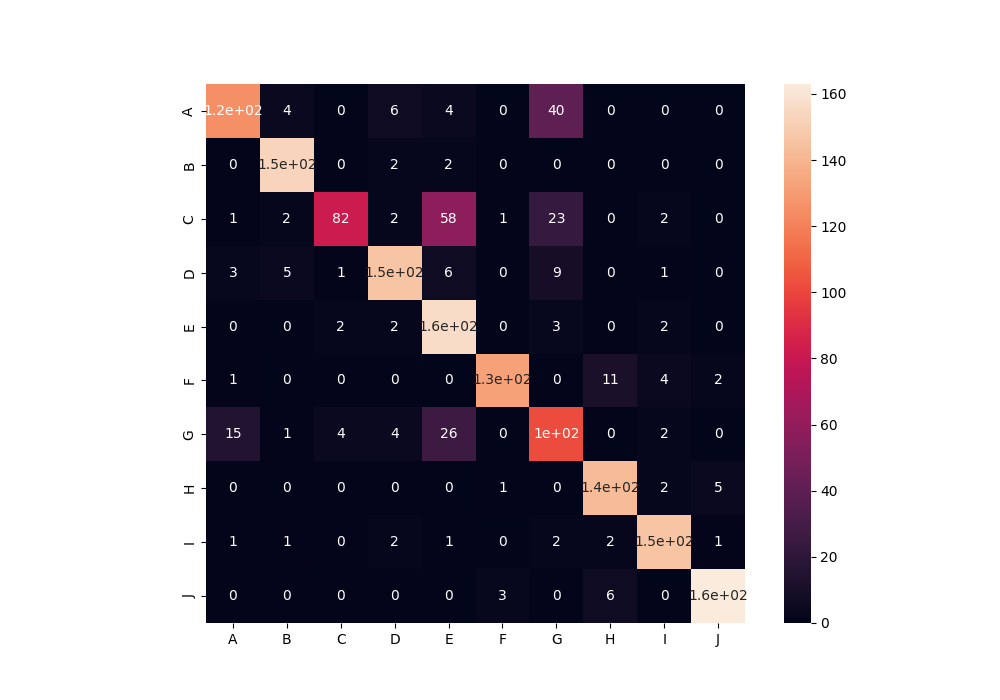 A 1.2e+02 4 0 6 4 0 40 0 0 0
B 0 1.5e+02 0 2 2 0 0 0 0 0
C 1 2 82 2 58 1 23 0 2 0
D 3 5 1 1.5e+02 6 0 9 0 1 0
E 0 0 2 2 1.6e+02 0 3 0 2 0
F 1 0 0 0 0 1.3e+02 0 11 4 2
G 15 1 4 4 26 0 1e+02 0 2 0
H 0 0 0 0 0 1 0 1.4e+02 2 5
I 1 1 0 2 1 0 2 2 1.5e+02 1
J 0 0 0 0 0 3 0 6 0 1.6e+02
A B C D E F G H I J
160
140
120
100
80
60
40
20
0